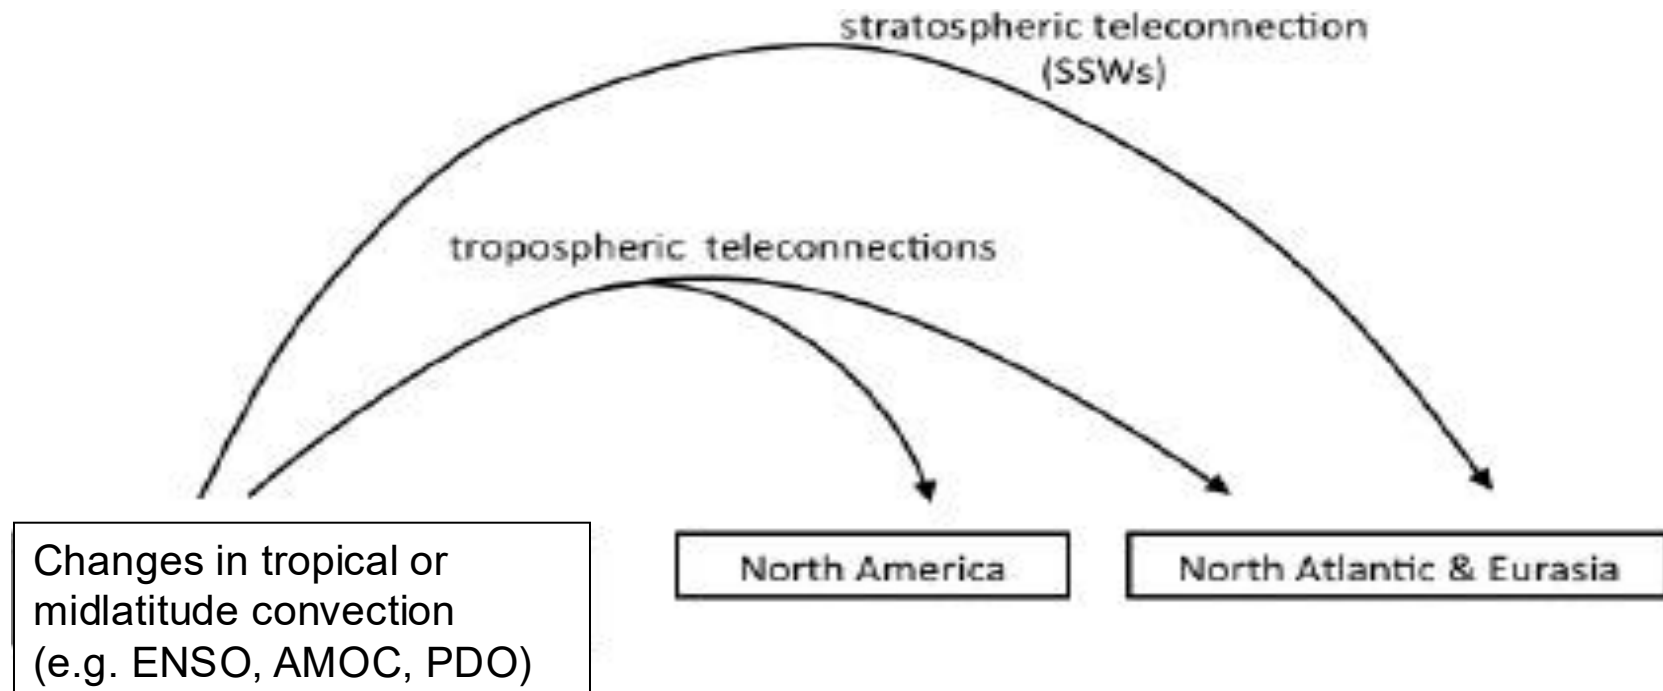 stratospheric teleconnection
(SSWs)
tropospheric teleconnections
Changes in tropical or
midlatitude convection
(e.g. ENSO, AMOC, PDO)
North America
North Atlantic & Eurasia